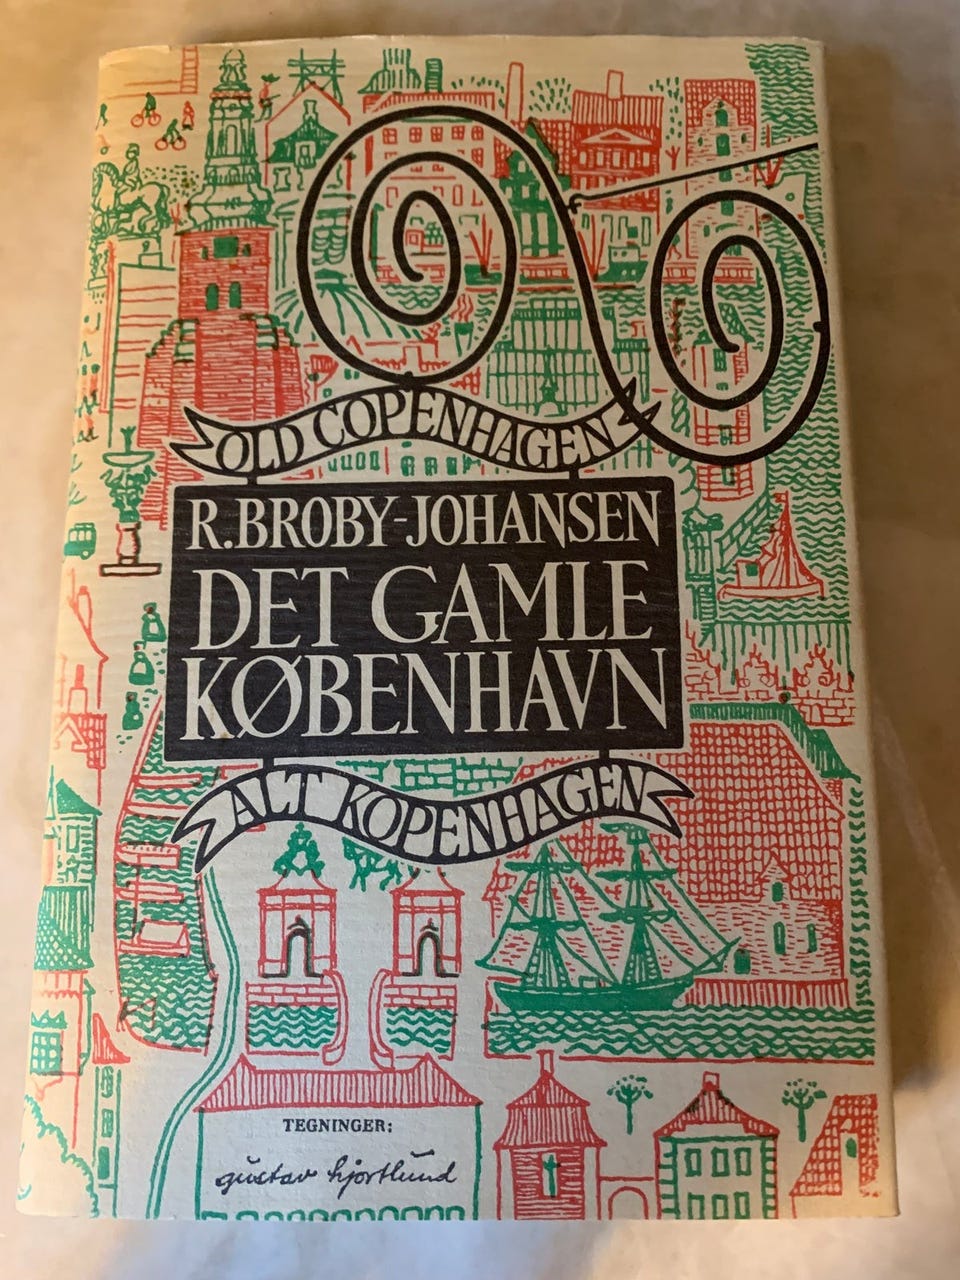 OLD COPENHAGEN
R. BROBY-JOHANSEN
DET GAMLE
KØBENHAVN
ALT KOPENHAGEN
TEGNINGER:
gustav hjortlund